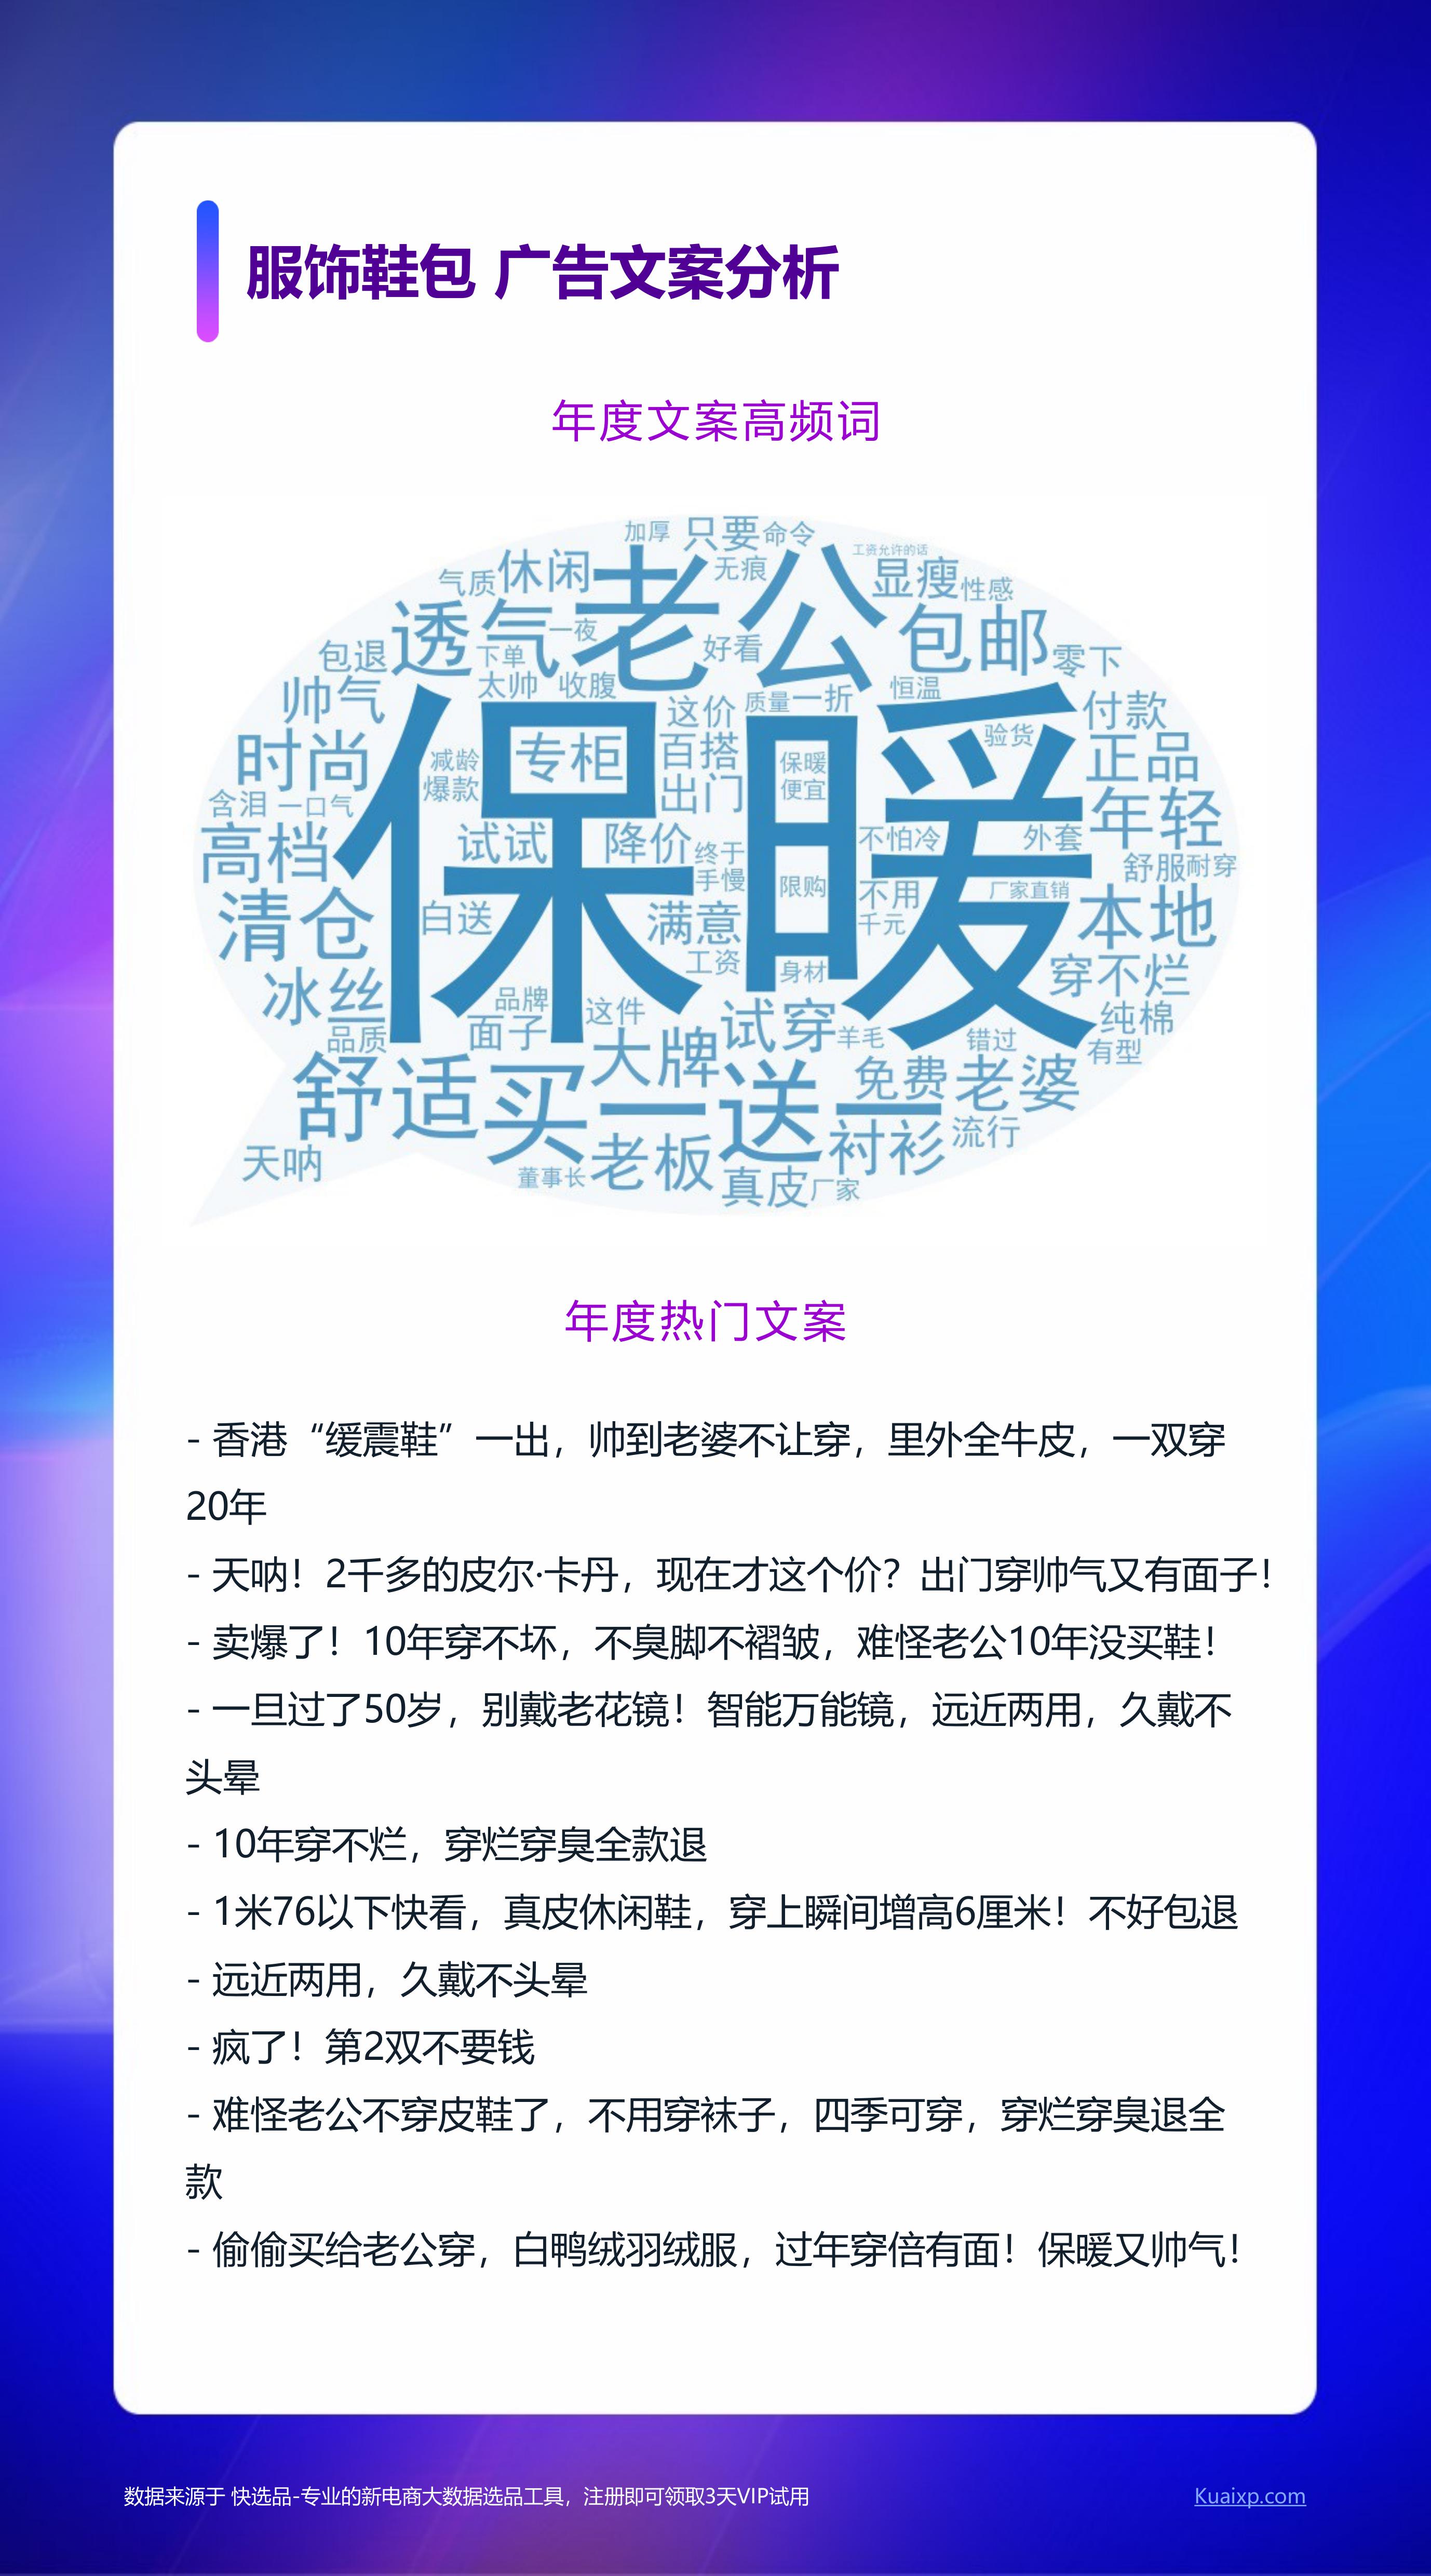 服饰鞋包 广告文案分析
年度文案高频词
加厚 只要 命令 工资允许的话
气质 休闲 老公 无痕 显瘦 性感
包退 透气 一夜 下单 好看 包邮 零下
帅气 太帅 收腹 这价 质量 一折 恒温 付款
时尚 减龄 专柜 百搭 保暖 验货 正品
含泪 一口气 爆款 出门 便宜 年轻
保暖
高档 试试 降价 终于 不怕冷 外套 舒服 耐穿
手慢 限购 不用 厂家直销
清仓 白送 满意 千元 本地
冰丝 工资 身材 穿不烂
品质 品牌 面子 这件 试穿 羊毛 错过 纯棉
大牌 有型
舒适 买一送一 免费 老婆
天呐 董事长 老板 真皮 衬衫 厂家 流行
年度热门文案
- 香港“缓震鞋”一出，帅到老婆不让穿，里外全牛皮，一双穿
20年
- 天呐！2千多的皮尔·卡丹，现在才这个价？出门穿帅气又有面子！
- 卖爆了！10年穿不坏，不臭脚不褶皱，难怪老公10年没买鞋！
- 一旦过了50岁，别戴老花镜！智能万能镜，远近两用，久戴不
头晕
- 10年穿不烂，穿烂穿臭全款退
- 1米76以下快看，真皮休闲鞋，穿上瞬间增高6厘米！不好包退
- 远近两用，久戴不头晕
- 疯了！第2双不要钱
- 难怪老公不穿皮鞋了，不用穿袜子，四季可穿，穿烂穿臭退全
款
- 偷偷买给老公穿，白鸭绒羽绒服，过年穿倍有面！保暖又帅气！
数据来源于 快选品-专业的新电商大数据选品工具，注册即可领取3天VIP试用
Kuaixp.com